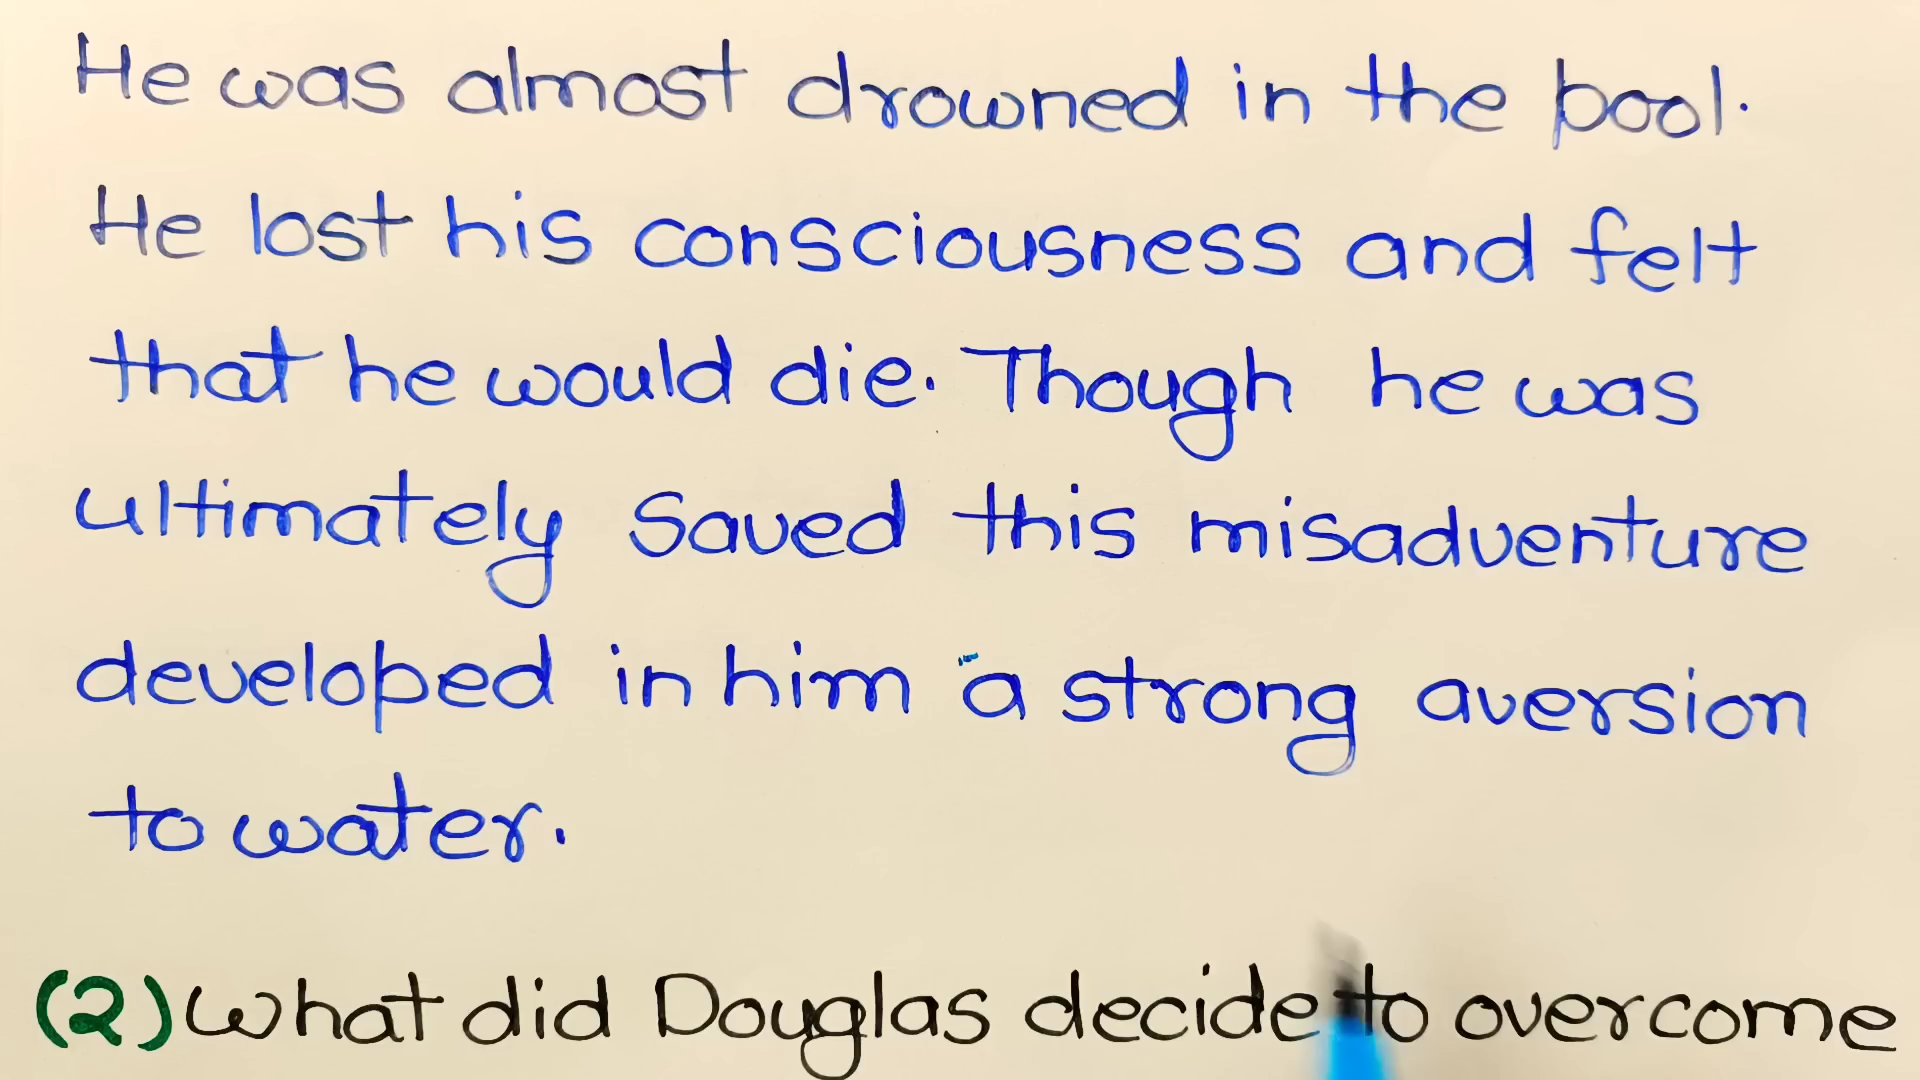 He was almost drowned in the pool.
He lost his consciousness and felt
that he would die. Though he was
ultimately saved this misadventure
developed in him a strong aversion
to water.
(2) What did Douglas decide to overcome